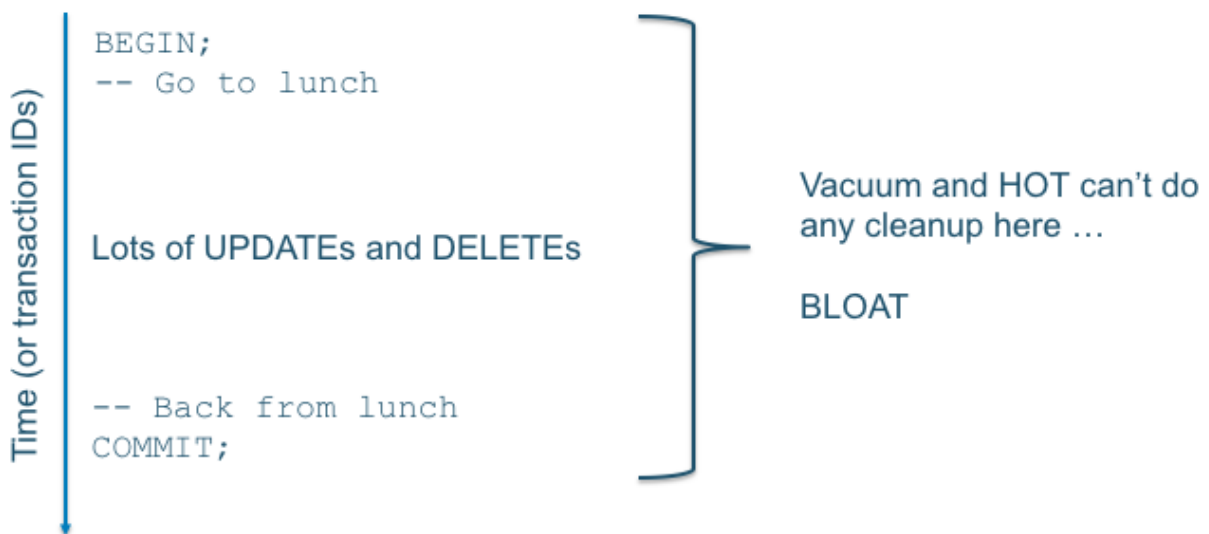 Time (or transaction IDs)
BEGIN;
-- Go to lunch
Lots of UPDATEs and DELETEs
-- Back from lunch
COMMIT;
Vacuum and HOT can’t do
any cleanup here …
BLOAT